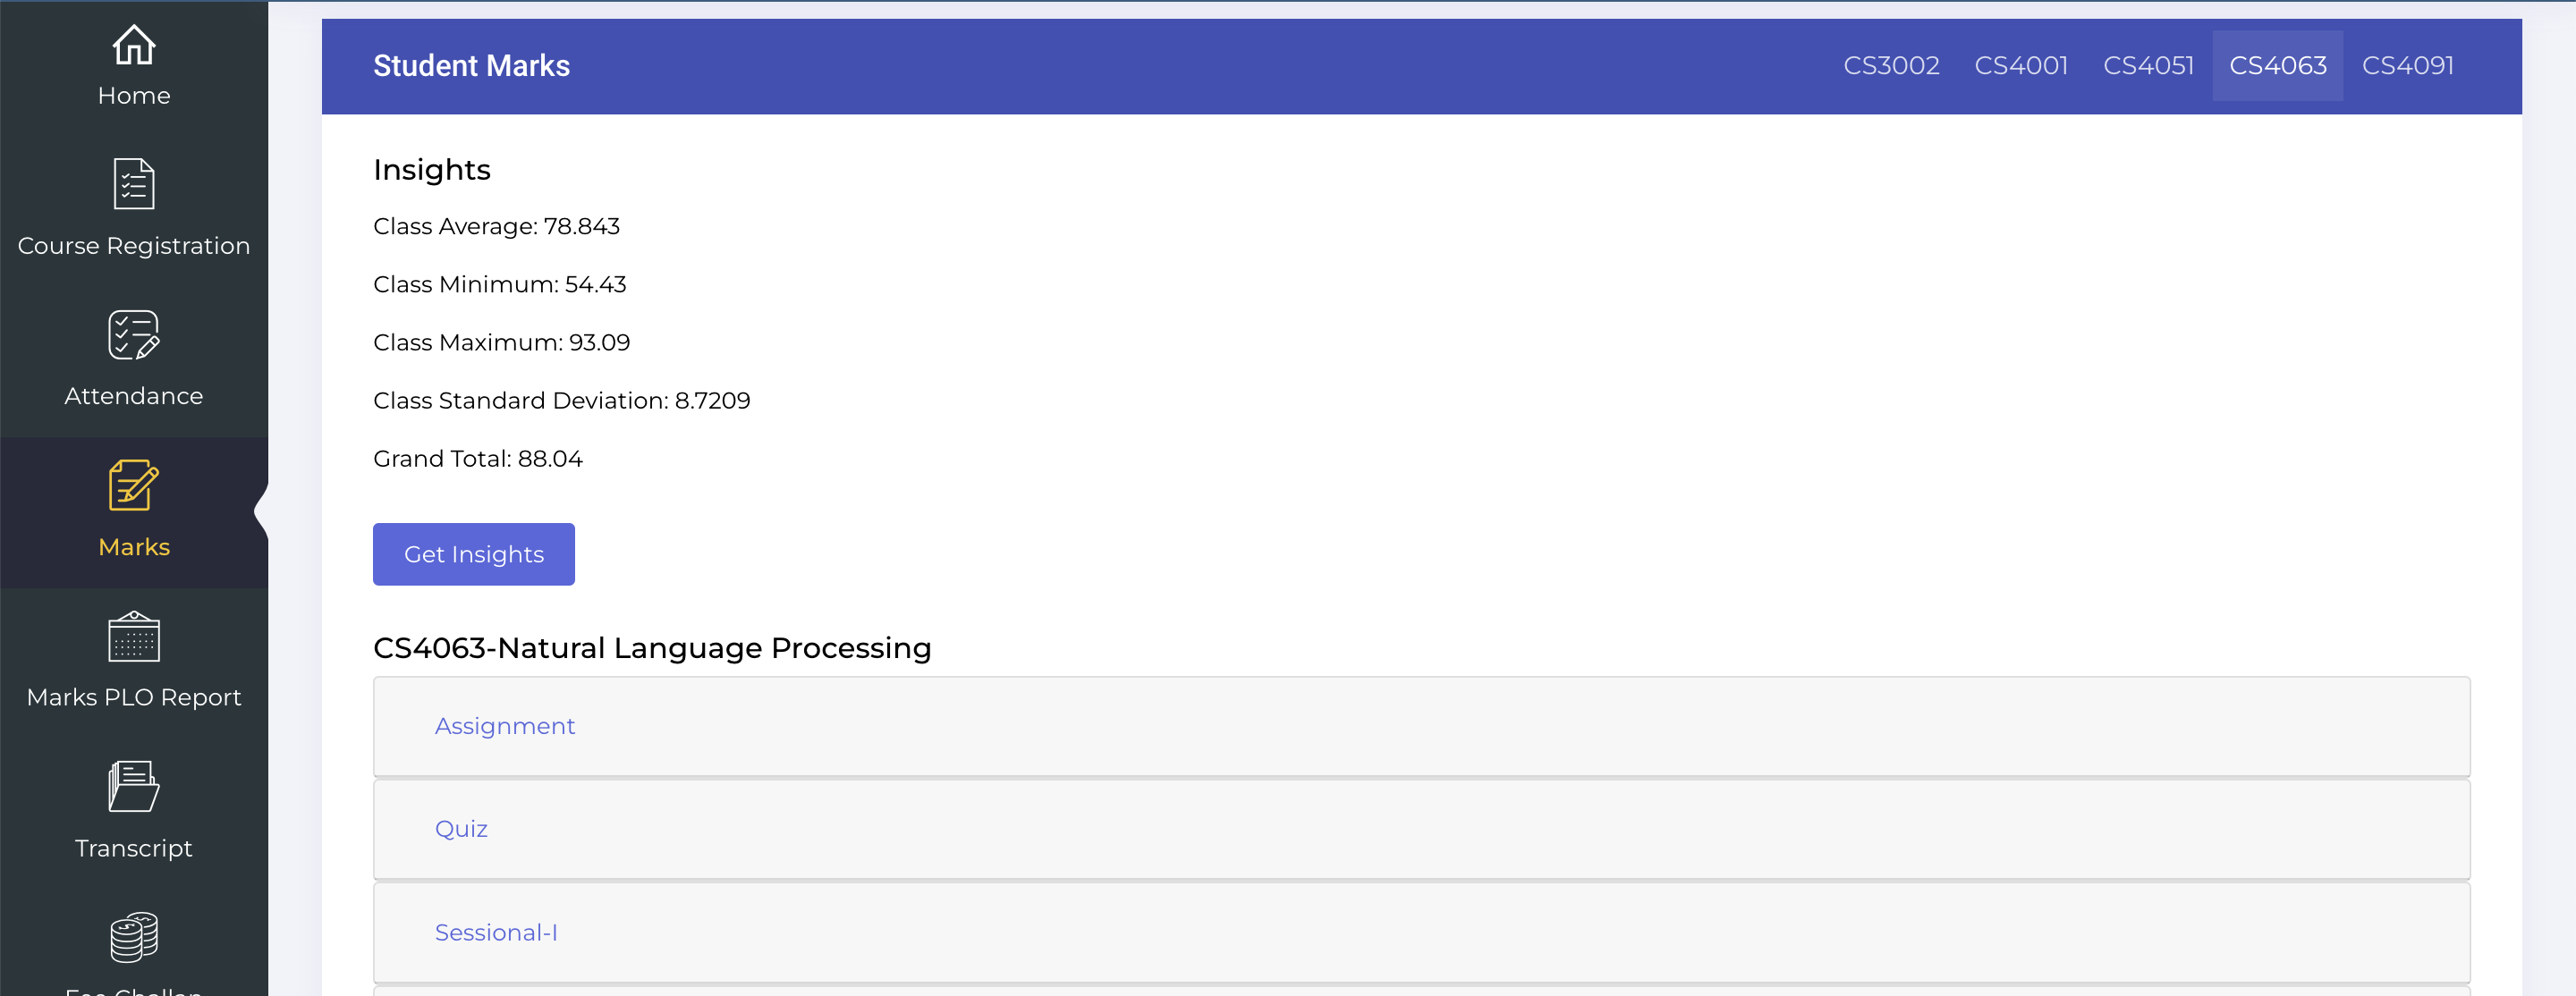 Home
Course Registration
Attendance
Marks
Marks PLO Report
Transcript
Fee Challan
Student Marks
CS3002 CS4001 CS4051 CS4063 CS4091
Insights
Class Average: 78.843
Class Minimum: 54.43
Class Maximum: 93.09
Class Standard Deviation: 8.7209
Grand Total: 88.04
Get Insights
CS4063-Natural Language Processing
Assignment
Quiz
Sessional-I